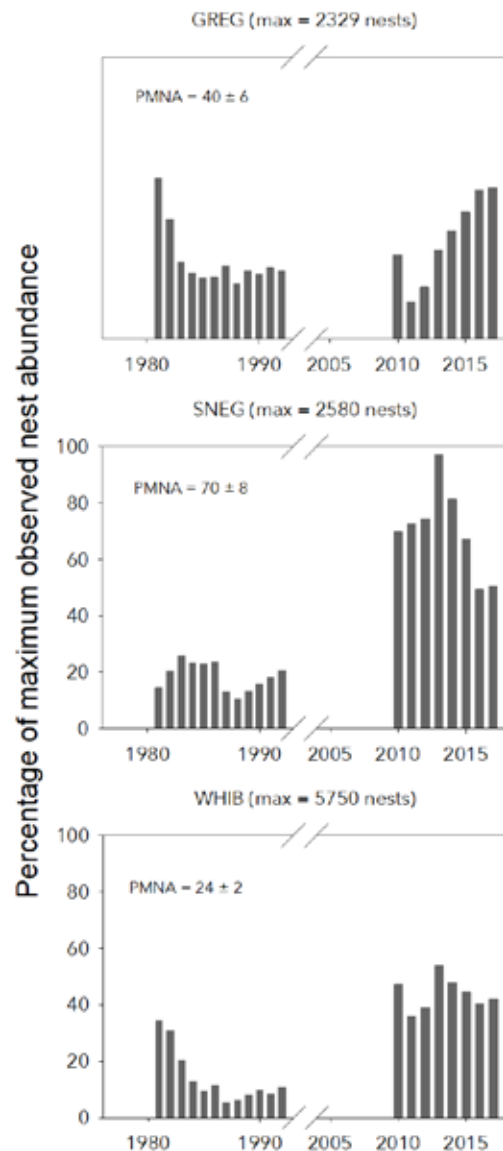 GREG (max = 2329 nests)
PMNA = 40 ± 6
1980 1990 2005 2010 2015
SNEG (max = 2580 nests)
100
PMNA = 70 ± 8
80
60
40
20
0
1980 1990 2005 2010 2015
WHIB (max = 5750 nests)
100
PMNA = 24 ± 2
80
60
40
20
0
1980 1990 2005 2010 2015
Percentage of maximum observed nest abundance